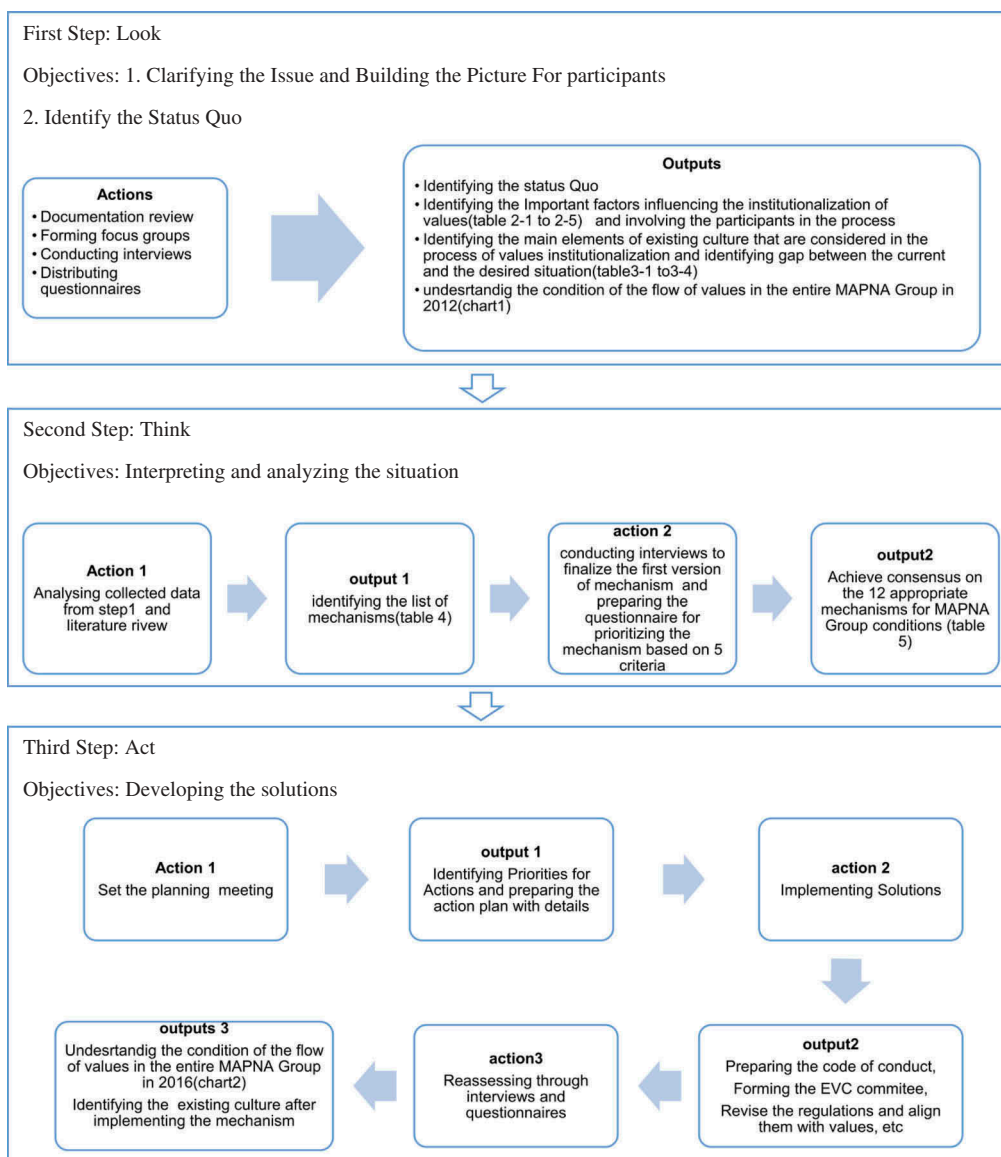 First Step: Look
Objectives: 1. Clarifying the Issue and Building the Picture For participants
2. Identify the Status Quo
Actions
• Documentation review
• Forming focus groups
• Conducting interviews
• Distributing
questionnaires
Outputs
• Identifying the status Quo
• Identifying the Important factors influencing the institutionalization of
values(table 2-1 to 2-5) and involving the participants in the process
• Identifying the main elements of existing culture that are considered in the
process of values institutionalization and identifying gap between the current
and the desired situation(table3-1 to3-4)
• undesrtandig the condition of the flow of values in the entire MAPNA Group in
2012(chart1)
Second Step: Think
Objectives: Interpreting and analyzing the situation
Action 1
Analysing collected data
from step1 and
literature rivew
output 1
identifying the list of
mechanisms(table 4)
action 2
conducting interviews to
finalize the first version
of mechanism and
preparing the
questionnaire for
prioritizing the
mechanism based on 5
criteria
output2
Achieve consensus on
the 12 appropriate
mechanisms for MAPNA
Group conditions (table
5)
Third Step: Act
Objectives: Developing the solutions
Action 1
Set the planning meeting
output 1
Identifying Priorities for
Actions and preparing the
action plan with details
action 2
Implementing Solutions
output2
Preparing the code of conduct,
Forming the EVC commitee,
Revise the regulations and align
them with values, etc
action3
Reassessing through
interviews and
questionnaires
outputs 3
Undesrtandig the condition of the flow
of values in the entire MAPNA Group
in 2016(chart2)
Identifying the existing culture after
implementing the mechanism